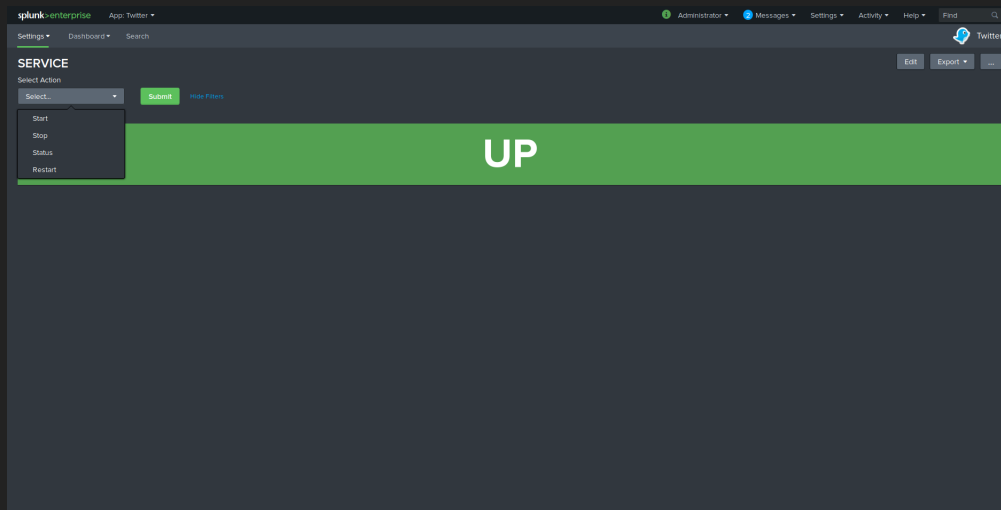 splunk>enterprise App: Twitter i Administrator 2 Messages Settings Activity Help Find
Settings Dashboard Search Twitter
SERVICE Edit Export ...
Select Action
Select... Submit Hide Filters
Start
Stop
Status
Restart
UP